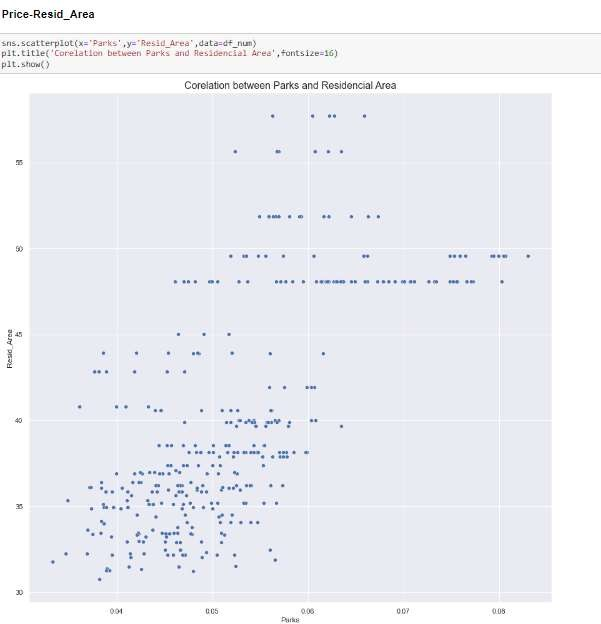 Price-Resid_Area
sns.scatterplot(x='Parks',y='Resid_Area',data=df_num)
plt.title('Corelation between Parks and Residencial Area',fontsize=16)
plt.show()
Corelation between Parks and Residencial Area
55
50
45
40
35
30
Resid_Area
0.04 0.05 0.06 0.07 0.08
Parks